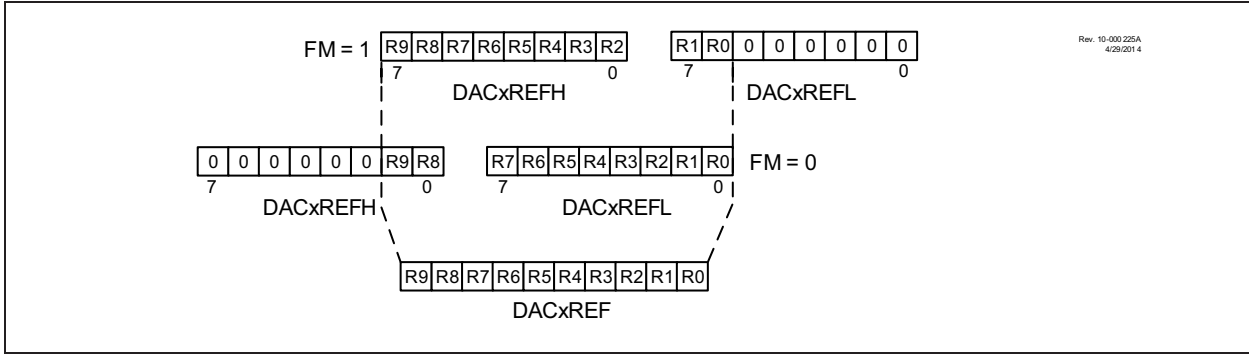 FM = 1 R9 R8 R7 R6 R5 R4 R3 R2 R1 R0 0 0 0 0 0 0
7 0 7 0
DACxREFH DACxREFL
Rev. 10-000 225A
4/29/201 4
0 0 0 0 0 0 R9 R8 R7 R6 R5 R4 R3 R2 R1 R0 FM = 0
7 0 7 0
DACxREFH DACxREFL
R9 R8 R7 R6 R5 R4 R3 R2 R1 R0
DACxREF